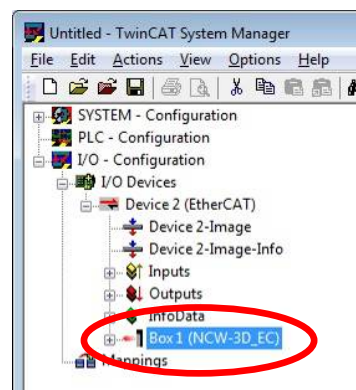 Untitled - TwinCAT System Manager
File Edit Actions View Options Help
SYSTEM - Configuration
PLC - Configuration
I/O - Configuration
I/O Devices
Device 2 (EtherCAT)
Device 2-Image
Device 2-Image-Info
Inputs
Outputs
InfoData
Box 1 (NCW-3D_EC)
Mappings